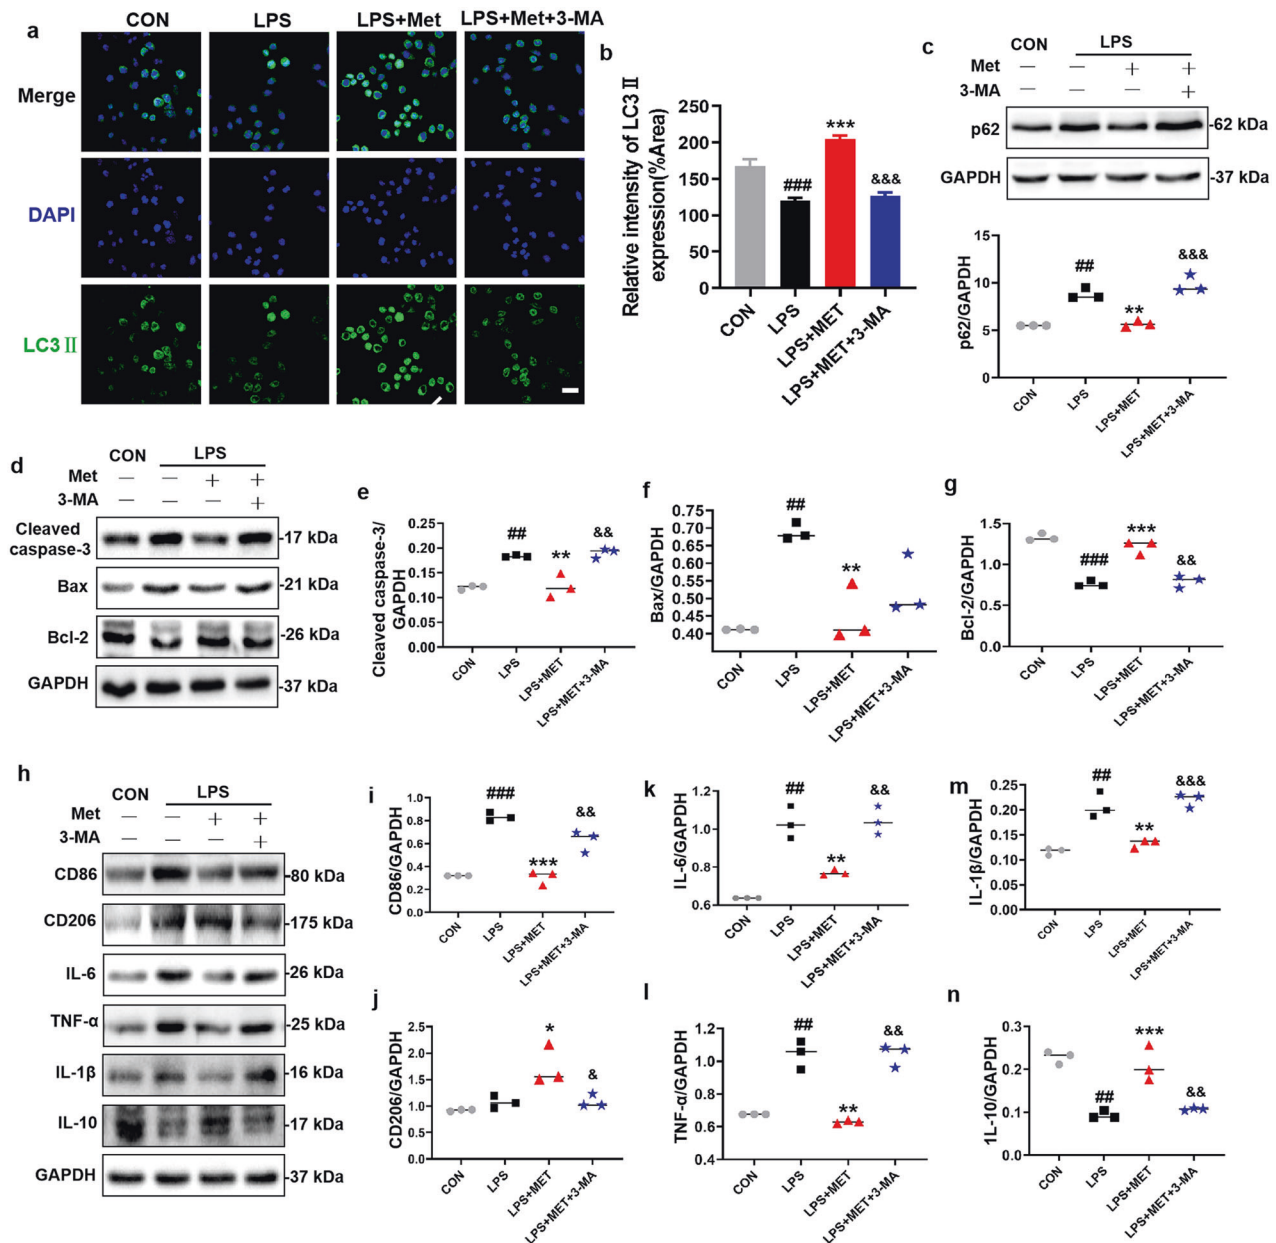 a
CON LPS LPS+Met LPS+Met+3-MA
Merge
DAPI
LC3 II
b
Relative intensity of LC3 II
expression(%Area)
250
200
150
100
50
0
###
***
&&&
CON LPS LPS+MET LPS+MET+3-MA
c
CON LPS
Met — — + +
3-MA — — — +
p62 -62 kDa
GAPDH -37 kDa
p62/GAPDH
15
10
5
0
##
**
&&&
CON LPS LPS+MET LPS+MET+3-MA
d
CON LPS
Met — — + +
3-MA — — — +
Cleaved
caspase-3 -17 kDa
Bax -21 kDa
Bcl-2 -26 kDa
GAPDH -37 kDa
e
Cleaved caspase-3/
GAPDH
0.25
0.20
0.15
0.10
0.05
0.00
##
**
&&
CON LPS LPS+MET LPS+MET+3-MA
f
Bax/GAPDH
0.75
0.70
0.65
0.60
0.55
0.50
0.45
0.40
##
**
CON LPS LPS+MET LPS+MET+3-MA
g
Bcl-2/GAPDH
1.5
1.0
0.5
0.0
###
***
&&
CON LPS LPS+MET LPS+MET+3-MA
h
CON LPS
Met — — + +
3-MA — — — +
CD86 -80 kDa
CD206 -175 kDa
IL-6 -26 kDa
TNF-α -25 kDa
IL-1β -16 kDa
IL-10 -17 kDa
GAPDH -37 kDa
i
CD86/GAPDH
1.0
0.8
0.6
0.4
0.2
0.0
###
***
&&
CON LPS LPS+MET LPS+MET+3-MA
k
IL-6/GAPDH
1.2
1.0
0.8
0.6
##
**
&&
CON LPS LPS+MET LPS+MET+3-MA
m
IL-1β/GAPDH
0.25
0.20
0.15
0.10
0.05
0.00
##
**
&&&
CON LPS LPS+MET LPS+MET+3-MA
j
CD206/GAPDH
2.5
2.0
1.5
1.0
0.5
0.0
*
&
CON LPS LPS+MET LPS+MET+3-MA
l
TNF-α/GAPDH
1.2
1.0
0.8
0.6
0.4
##
**
&&
CON LPS LPS+MET LPS+MET+3-MA
n
1L-10/GAPDH
0.3
0.2
0.1
0.0
##
***
&&
CON LPS LPS+MET LPS+MET+3-MA